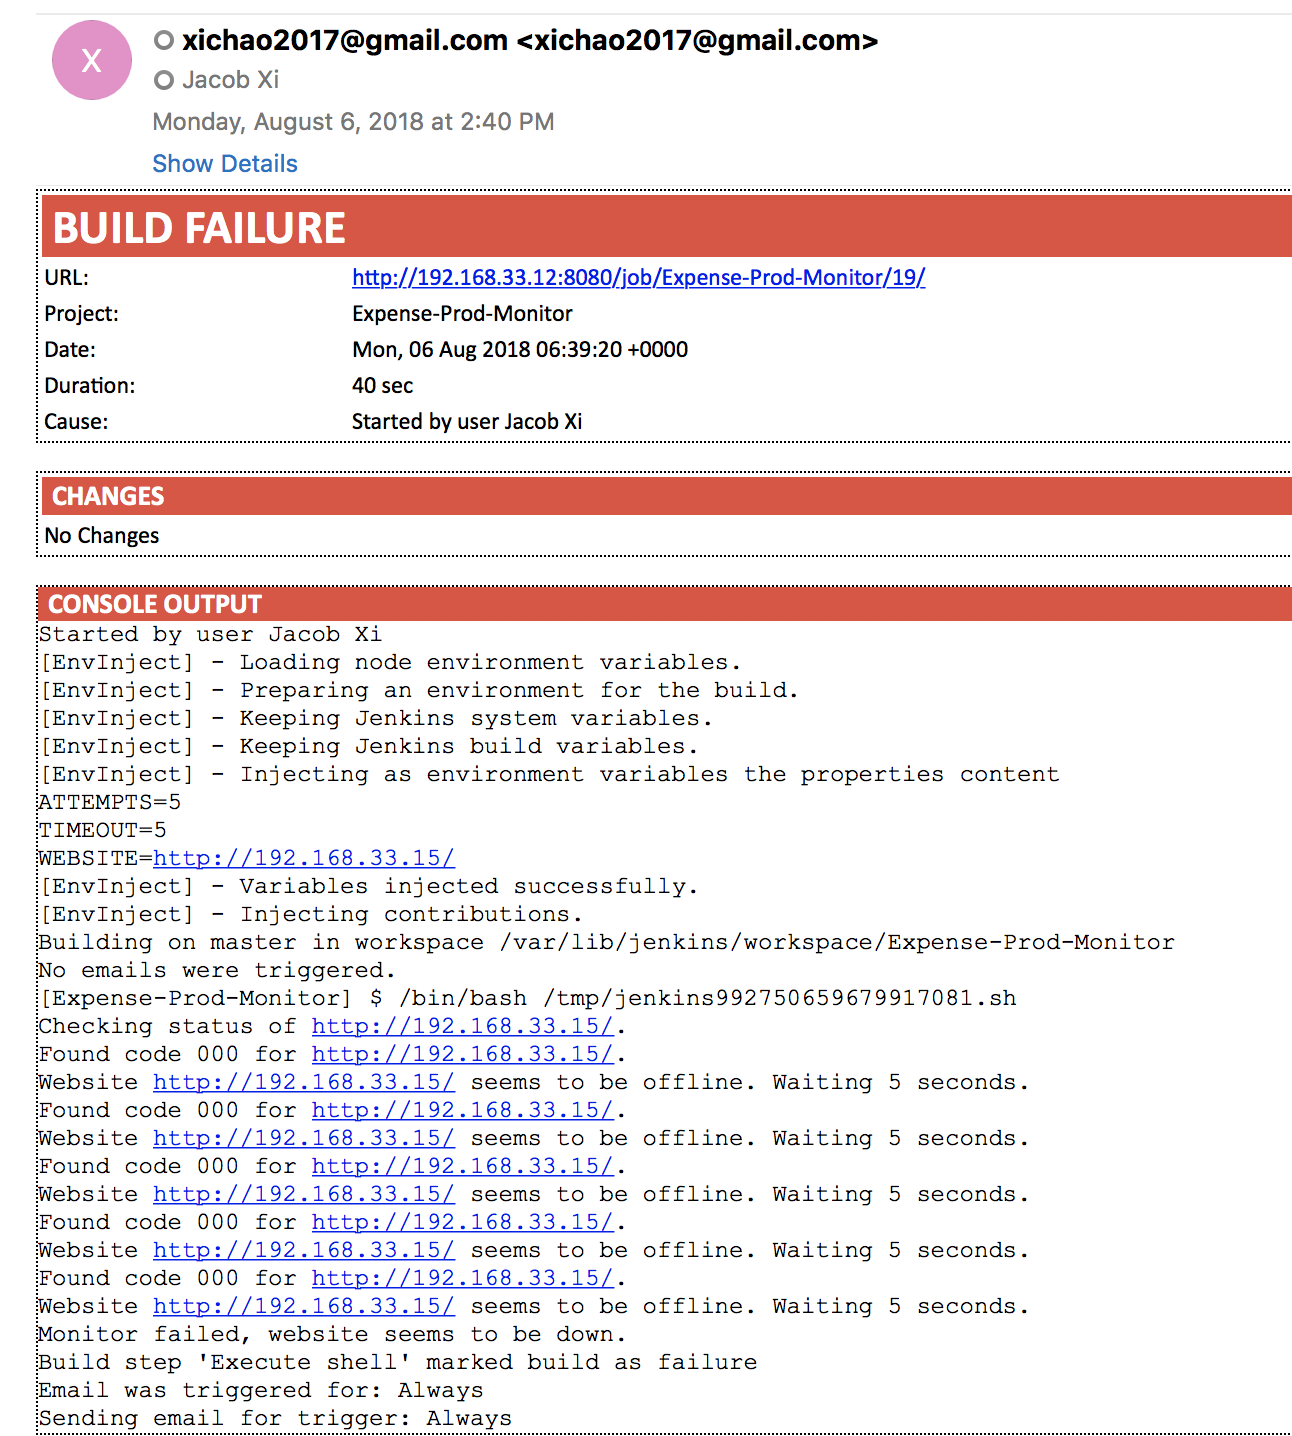 X
xichao2017@gmail.com <xichao2017@gmail.com>
Jacob Xi
Monday, August 6, 2018 at 2:40 PM
Show Details
BUILD FAILURE
URL: http://192.168.33.12:8080/job/Expense-Prod-Monitor/19/
Project: Expense-Prod-Monitor
Date: Mon, 06 Aug 2018 06:39:20 +0000
Duration: 40 sec
Cause: Started by user Jacob Xi
CHANGES
No Changes
CONSOLE OUTPUT
Started by user Jacob Xi
[EnvInject] - Loading node environment variables.
[EnvInject] - Preparing an environment for the build.
[EnvInject] - Keeping Jenkins system variables.
[EnvInject] - Keeping Jenkins build variables.
[EnvInject] - Injecting as environment variables the properties content
ATTEMPTS=5
TIMEOUT=5
WEBSITE=http://192.168.33.15/
[EnvInject] - Variables injected successfully.
[EnvInject] - Injecting contributions.
Building on master in workspace /var/lib/jenkins/workspace/Expense-Prod-Monitor
No emails were triggered.
[Expense-Prod-Monitor] $ /bin/bash /tmp/jenkins992750659679917081.sh
Checking status of http://192.168.33.15/.
Found code 000 for http://192.168.33.15/.
Website http://192.168.33.15/ seems to be offline. Waiting 5 seconds.
Found code 000 for http://192.168.33.15/.
Website http://192.168.33.15/ seems to be offline. Waiting 5 seconds.
Found code 000 for http://192.168.33.15/.
Website http://192.168.33.15/ seems to be offline. Waiting 5 seconds.
Found code 000 for http://192.168.33.15/.
Website http://192.168.33.15/ seems to be offline. Waiting 5 seconds.
Found code 000 for http://192.168.33.15/.
Website http://192.168.33.15/ seems to be offline. Waiting 5 seconds.
Monitor failed, website seems to be down.
Build step 'Execute shell' marked build as failure
Email was triggered for: Always
Sending email for trigger: Always